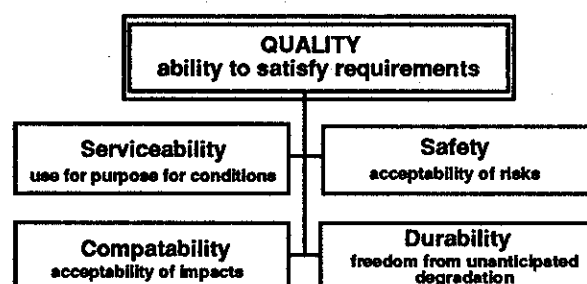 QUALITY
ability to satisfy requirements
Serviceability
use for purpose for conditions
Safety
acceptability of risks
Compatability
acceptability of impacts
Durability
freedom from unanticipated
degradation